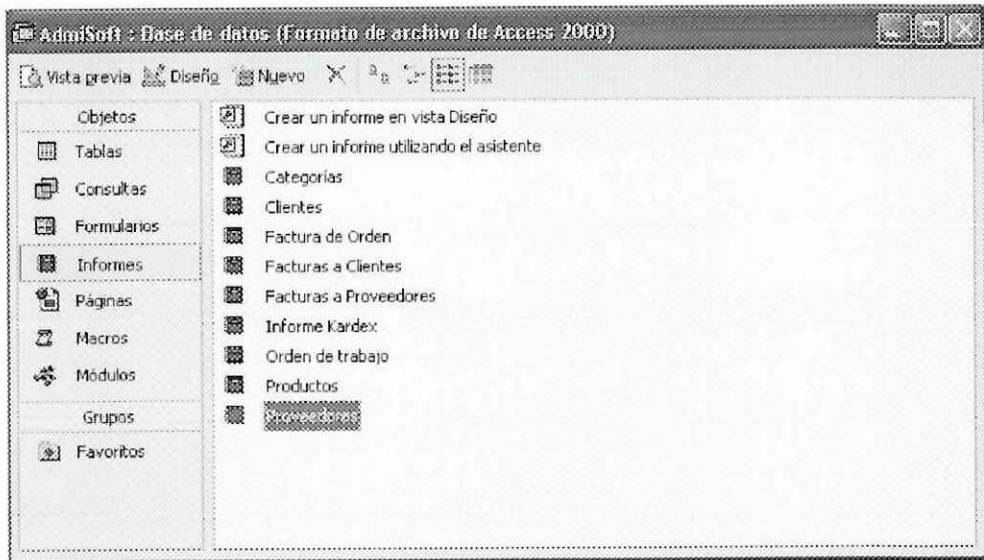 AdmiSoft : Base de datos (Formato de archivo de Access 2000)
Vista previa Diseño Nuevo
Objetos
Tablas
Consultas
Formularios
Informes
Páginas
Macros
Módulos
Grupos
Favoritos
Crear un informe en vista Diseño
Crear un informe utilizando el asistente
Categorías
Clientes
Factura de Orden
Facturas a Clientes
Facturas a Proveedores
Informe Kardex
Orden de trabajo
Productos
Proveedores